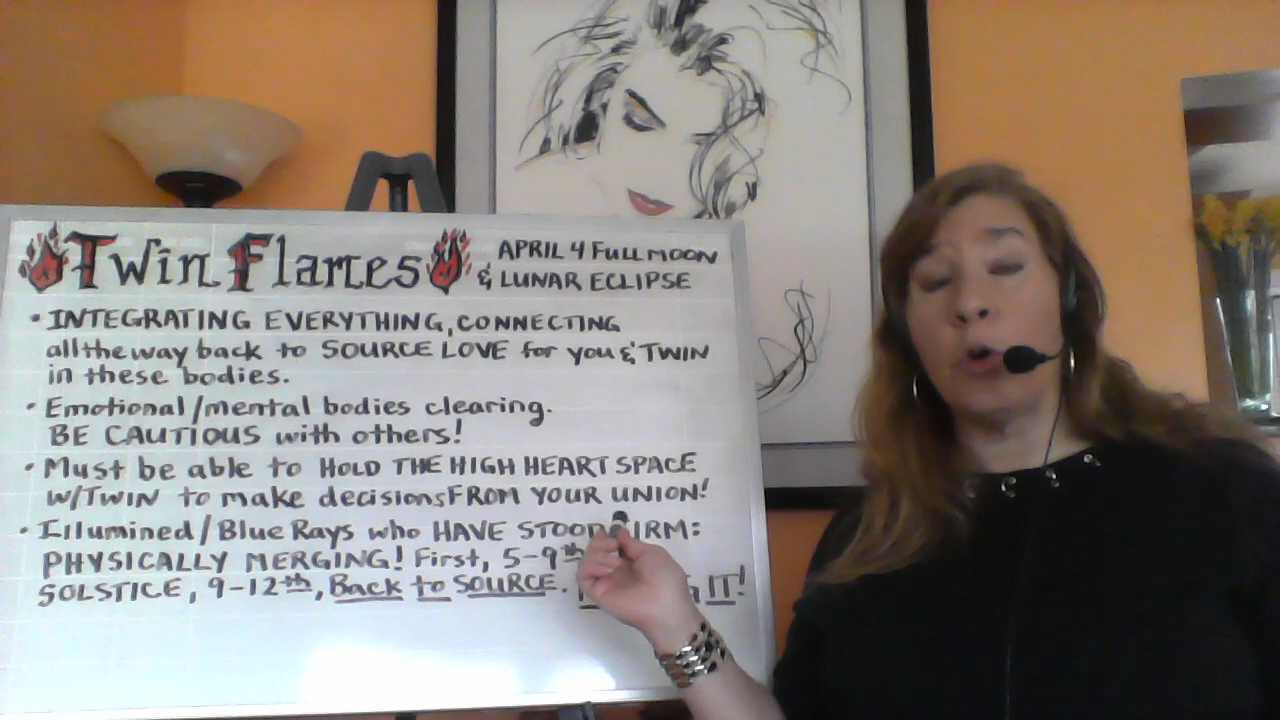 Twin Flames
APRIL 4 FULL MOON
& LUNAR ECLIPSE
• INTEGRATING EVERYTHING, CONNECTING
all the way back to SOURCE LOVE for you & TWIN
in these bodies.
• Emotional/mental bodies clearing.
BE CAUTIOUS with others!
• Must be able to HOLD THE HIGH HEART SPACE
W/TWIN to make decisions FROM YOUR UNION!
• Illumined/Blue Rays who HAVE STOOD FIRM:
PHYSICALLY MERGING! First, 5-9th
SOLSTICE, 9-12th, Back to SOURCE. IT!